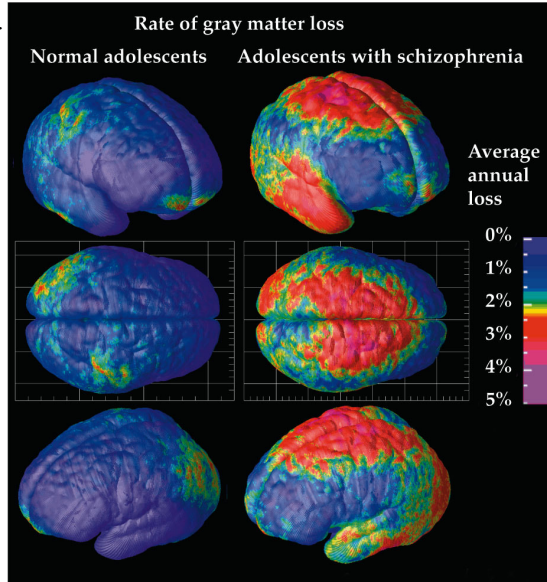 Rate of gray matter loss
Normal adolescents
Adolescents with schizophrenia
Average
annual
loss
0%
1%
2%
3%
4%
5%